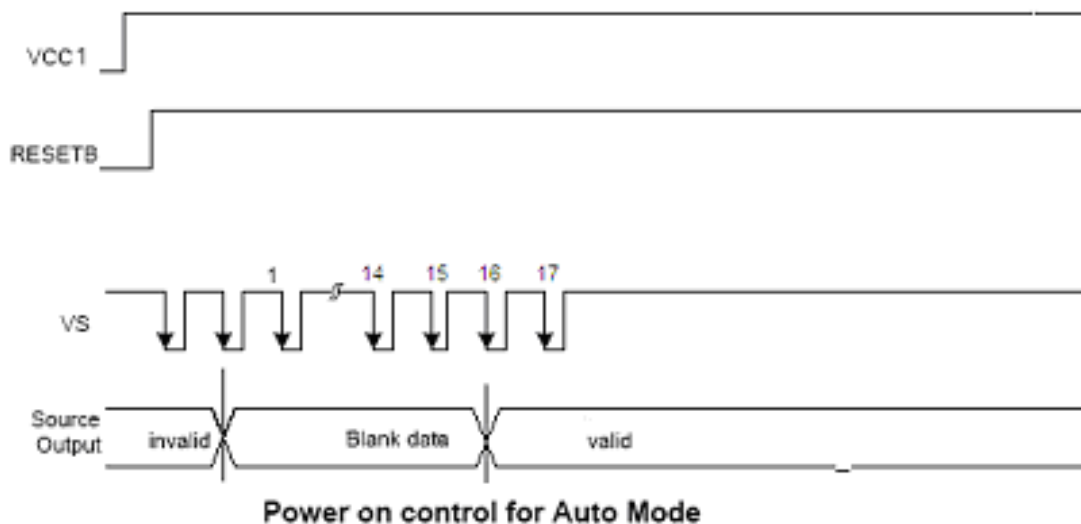 VCC1
RESETB
1 14 15 16 17
VS
Source
Output
invalid
Blank data
valid
Power on control for Auto Mode